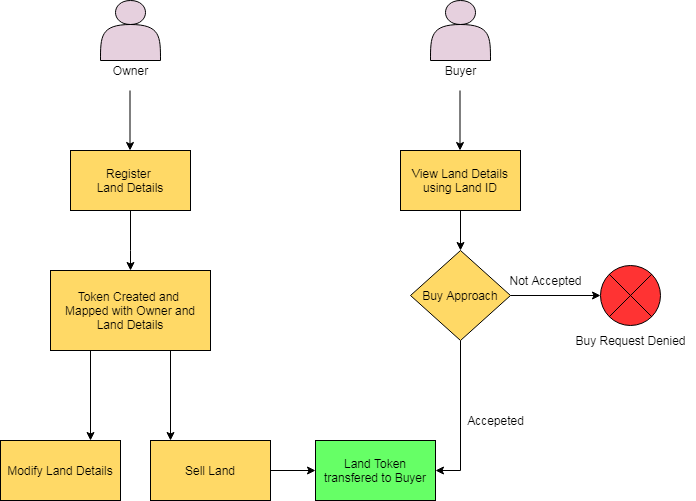 Owner
Buyer
Register
Land Details
View Land Details
using Land ID
Token Created and
Mapped with Owner and
Land Details
Buy Approach
Not Accepted
Buy Request Denied
Accepeted
Modify Land Details
Sell Land
Land Token
transfered to Buyer